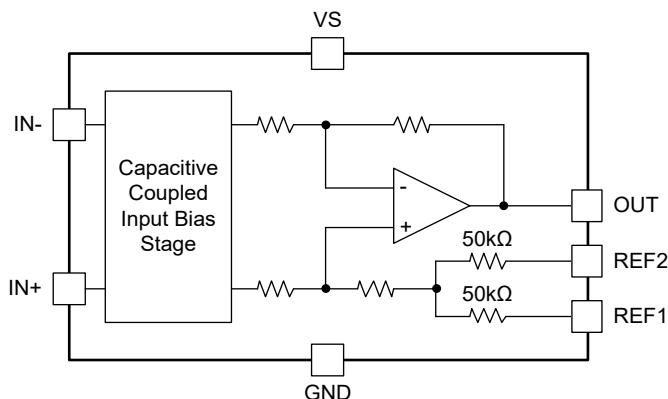 VS
IN-
Capacitive
Coupled
Input Bias
Stage
-
+
OUT
50kΩ
REF2
50kΩ
IN+
REF1
GND